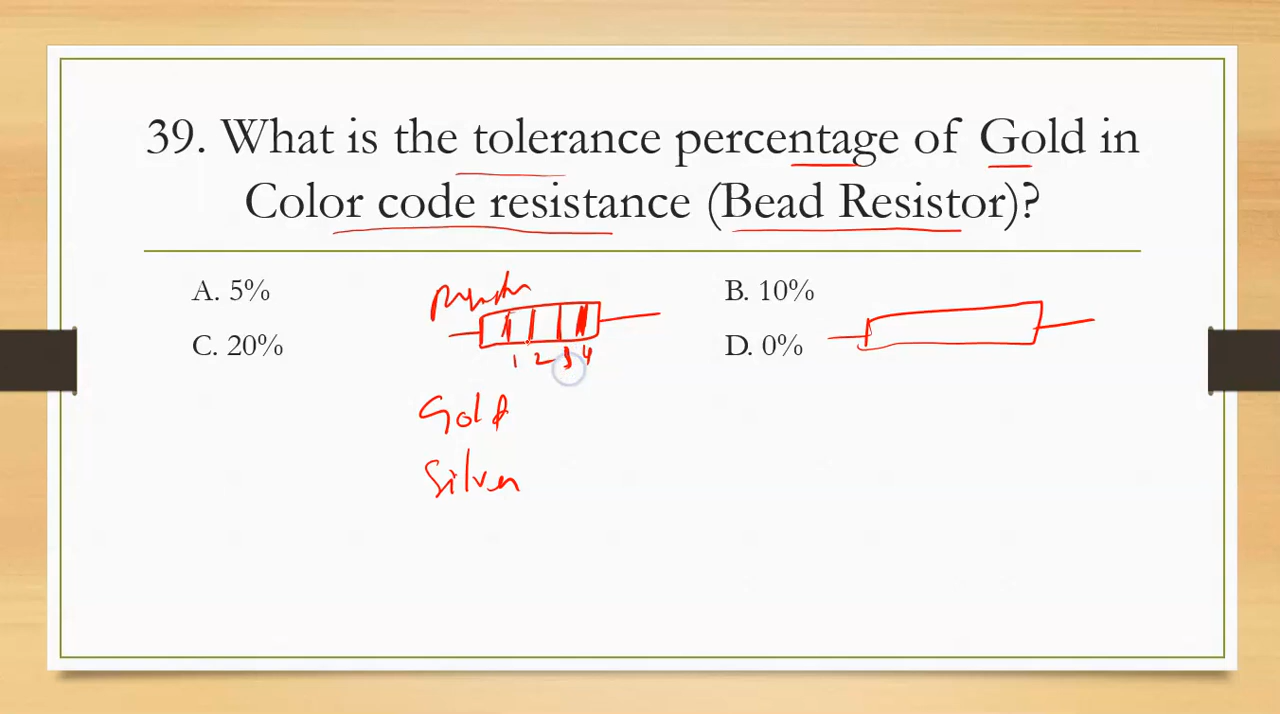 39. What is the tolerance percentage of Gold in
Color code resistance (Bead Resistor)?
A. 5%
B. 10%
C. 20%
D. 0%
1 2 3 4
Gold
Silver